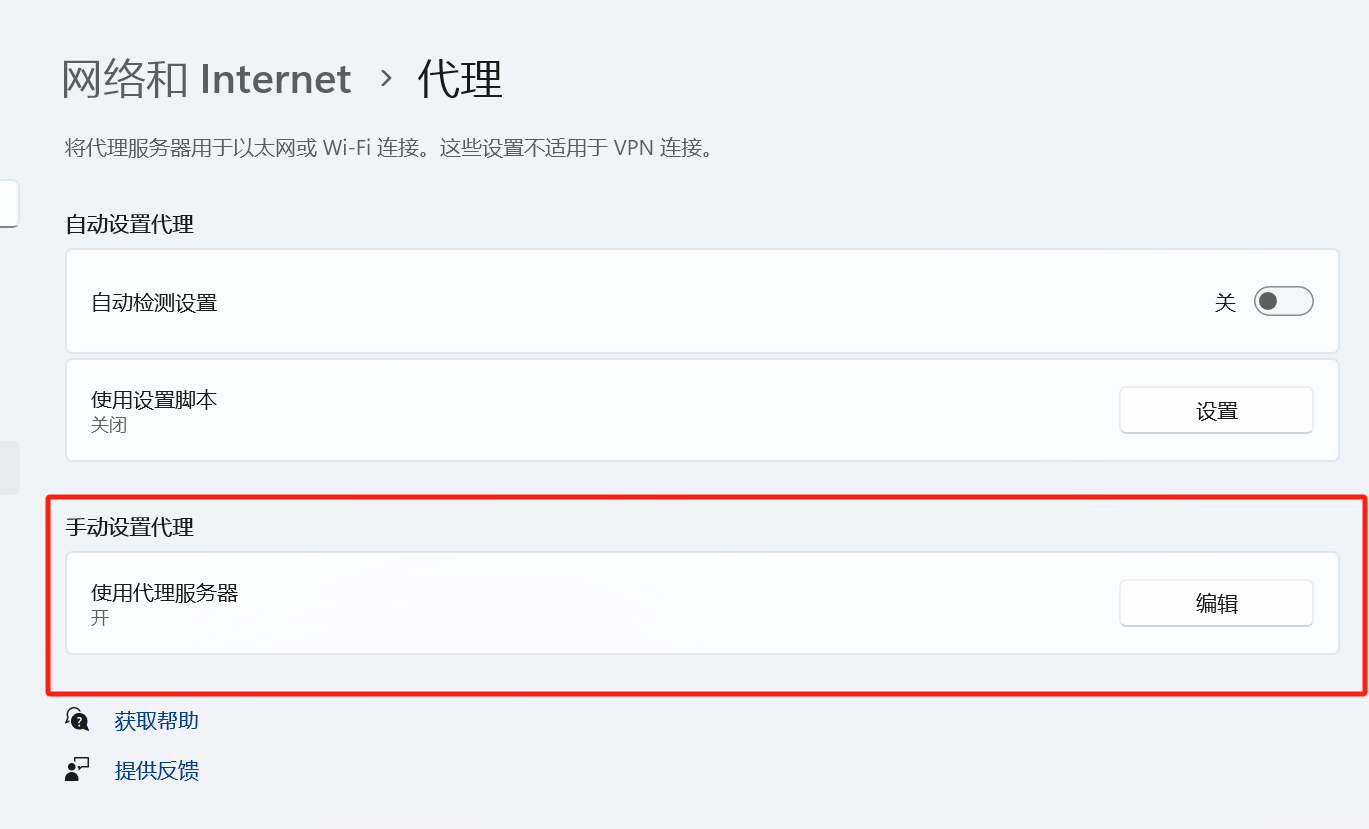 网络和 Internet › 代理
将代理服务器用于以太网或 Wi-Fi 连接。这些设置不适用于 VPN 连接。
自动设置代理
自动检测设置
关
使用设置脚本
关闭
设置
手动设置代理
使用代理服务器
开
编辑
获取帮助
提供反馈